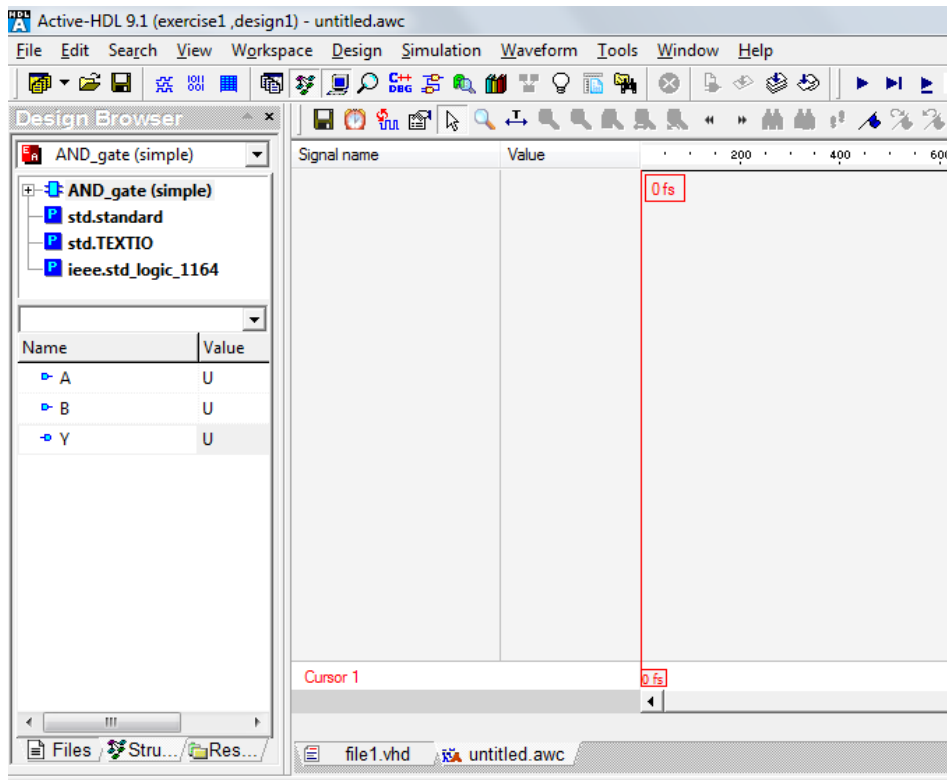 Active-HDL 9.1 (exercise1 ,design1) - untitled.awc
File Edit Search View Workspace Design Simulation Waveform Tools Window Help
C++
DBG
Design Browser
AND_gate (simple)
AND_gate (simple)
std.standard
std.TEXTIO
ieee.std_logic_1164
Name Value
A U
B U
Y U
Files Stru... Res...
Signal name Value 200 400 600
0 fs
Cursor 1 0 fs
file1.vhd untitled.awc